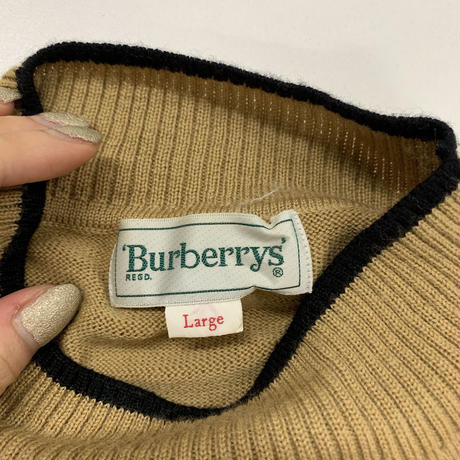 'Burberrys'
REGD. ®
Large